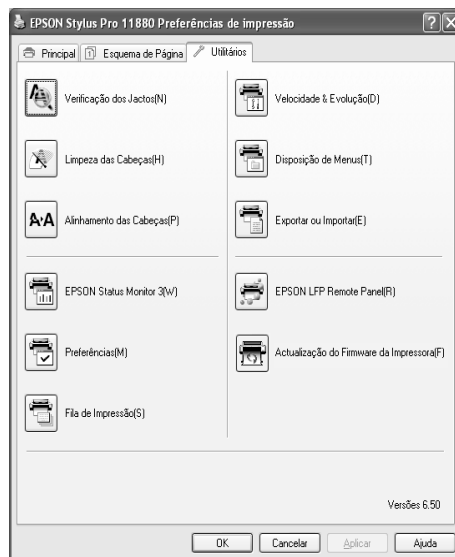 EPSON Stylus Pro 11880 Preferências de impressão
Principal
Esquema de Página
Utilitários
Verificação dos Jactos(N)
Velocidade & Evolução(D)
Limpeza das Cabeças(H)
Disposição de Menus(T)
Alinhamento das Cabeças(P)
Exportar ou Importar(E)
EPSON Status Monitor 3(W)
EPSON LFP Remote Panel(R)
Preferências(M)
Actualização do Firmware da Impressora(F)
Fila de Impressão(S)
Versões 6.50
OK
Cancelar
Aplicar
Ajuda